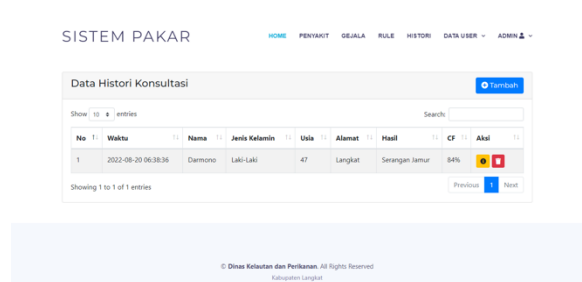 SISTEM PAKAR
HOME PENYAKIT GEJALA RULE HISTORI DATA USER ADMIN
Data Histori Konsultasi
Tambah
Show 10 entries
Search:
No Waktu Nama Jenis Kelamin Usia Alamat Hasil CF Aksi
1 2022-08-20 06:38:36 Darmono Laki-Laki 47 Langkat Serangan Jamur 84%
Showing 1 to 1 of 1 entries
Previous 1 Next
© Dinas Kelautan dan Perikanan. All Rights Reserved
Kabupaten Langkat